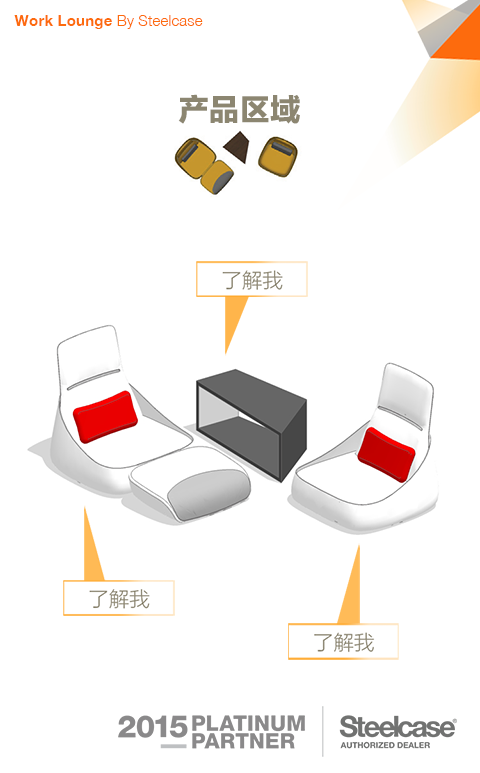 Work Lounge By Steelcase
产品区域
了解我
了解我
了解我
2015 PLATINUM
PARTNER
Steelcase®
AUTHORIZED DEALER